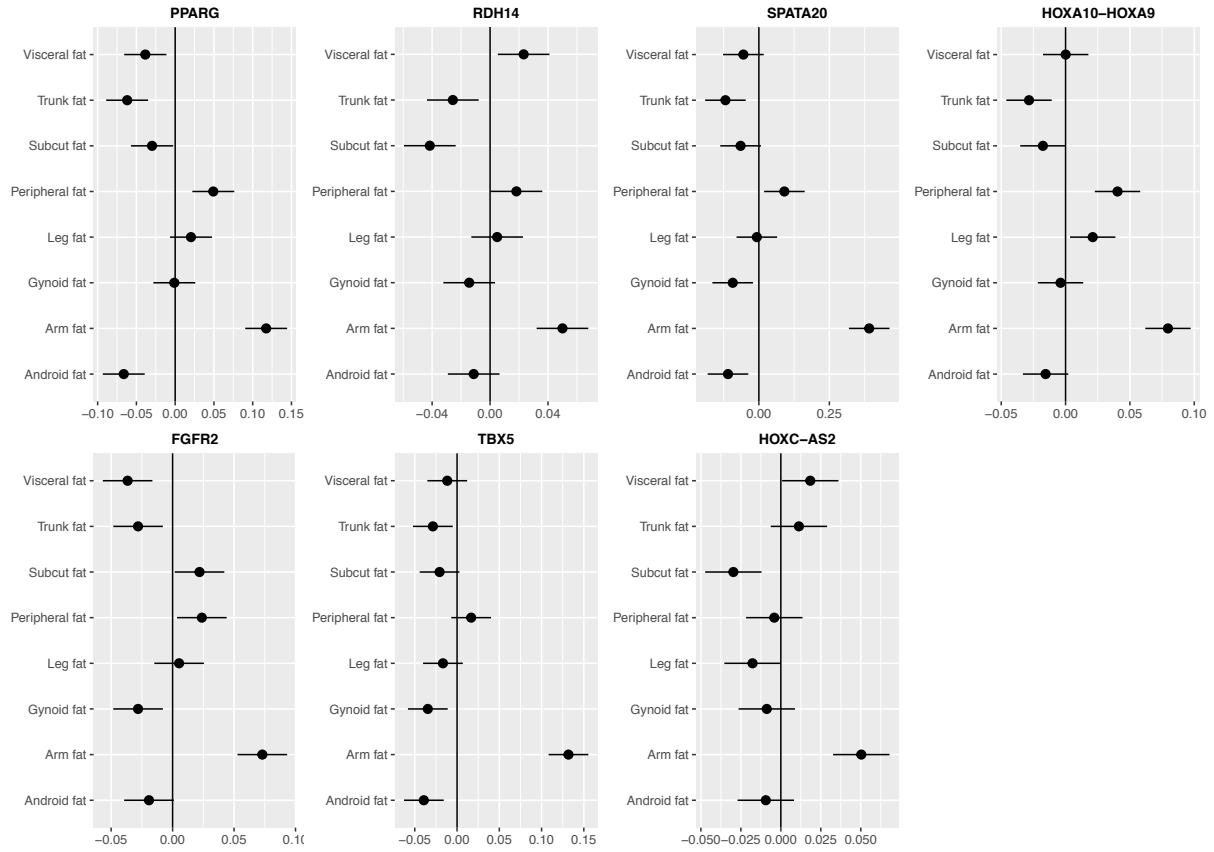 PPARG
Visceral fat
Trunk fat
Subcut fat
Peripheral fat
Leg fat
Gynoid fat
Arm fat
Android fat
−0.10 −0.05 0.00 0.05 0.10 0.15
RDH14
Visceral fat
Trunk fat
Subcut fat
Peripheral fat
Leg fat
Gynoid fat
Arm fat
Android fat
−0.04 0.00 0.04
SPATA20
Visceral fat
Trunk fat
Subcut fat
Peripheral fat
Leg fat
Gynoid fat
Arm fat
Android fat
0.00 0.25
HOXA10−HOXA9
Visceral fat
Trunk fat
Subcut fat
Peripheral fat
Leg fat
Gynoid fat
Arm fat
Android fat
−0.05 0.00 0.05 0.10
FGFR2
Visceral fat
Trunk fat
Subcut fat
Peripheral fat
Leg fat
Gynoid fat
Arm fat
Android fat
−0.05 0.00 0.05 0.10
TBX5
Visceral fat
Trunk fat
Subcut fat
Peripheral fat
Leg fat
Gynoid fat
Arm fat
Android fat
−0.05 0.00 0.05 0.10 0.15
HOXC−AS2
Visceral fat
Trunk fat
Subcut fat
Peripheral fat
Leg fat
Gynoid fat
Arm fat
Android fat
−0.050 −0.025 0.000 0.025 0.050